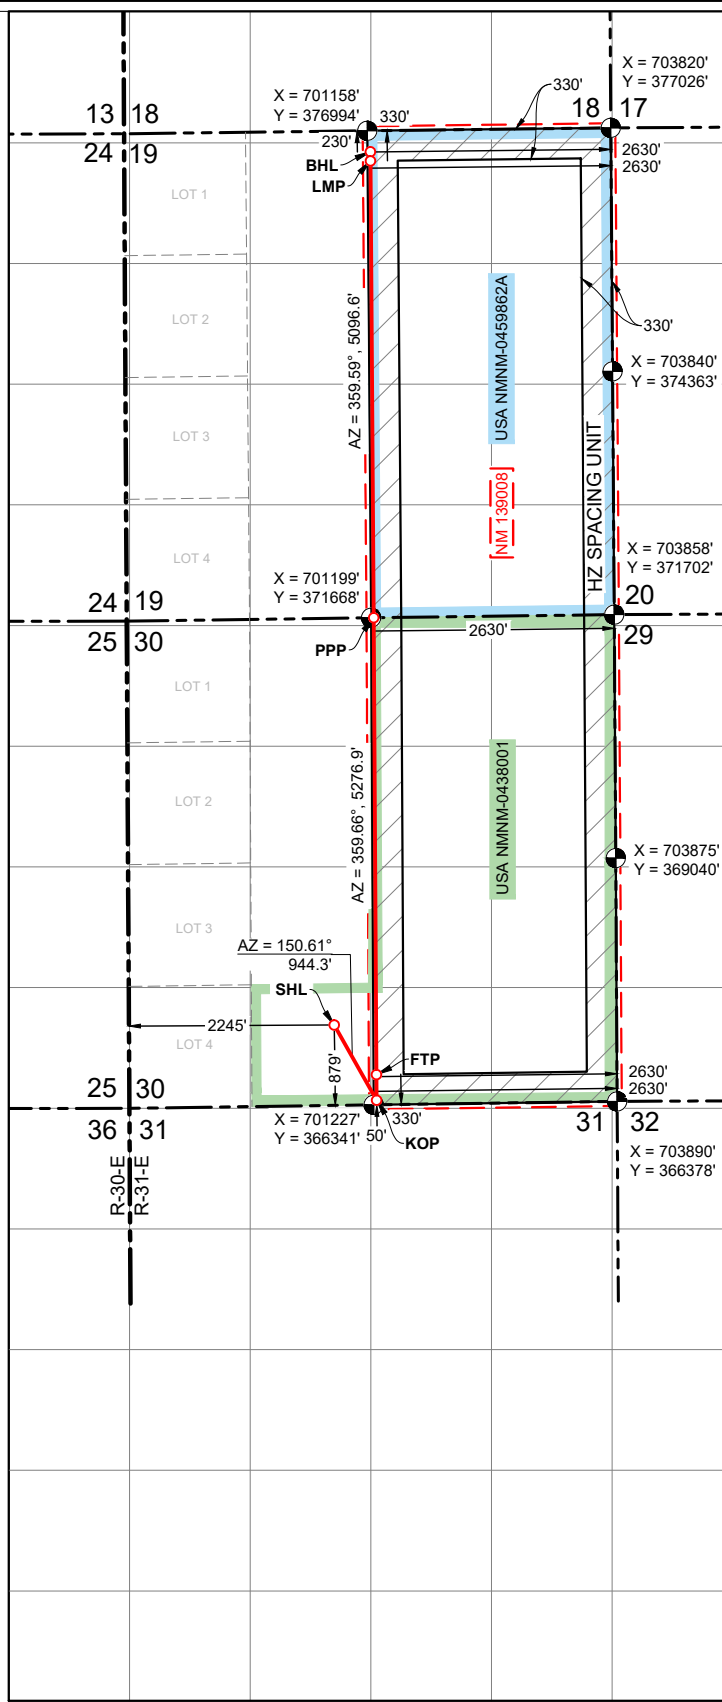 X = 703820'
Y = 377026'
330'
X = 701158'
Y = 376994'
330'
13 18
18 17
230'
24 19
BHL
2630'
LMP
2630'
LOT 1
USA NMNM-0459862A
LOT 2
330'
AZ = 359.59°, 5096.6'
X = 703840'
Y = 374363'
LOT 3
HZ SPACING UNIT
[NM 139008]
LOT 4
X = 703858'
Y = 371702'
X = 701199'
Y = 371668'
24 19
20
25 30
2630'
29
PPP
LOT 1
USA NMNM-0438001
AZ = 359.66°, 5276.9'
LOT 2
X = 703875'
Y = 369040'
LOT 3
AZ = 150.61°
944.3'
SHL
2245'
LOT 4
879'
FTP
2630'
2630'
25 30
X = 701227'
Y = 366341'
330'
50'
KOP
31 32
36 31
X = 703890'
Y = 366378'
R-30-E
R-31-E